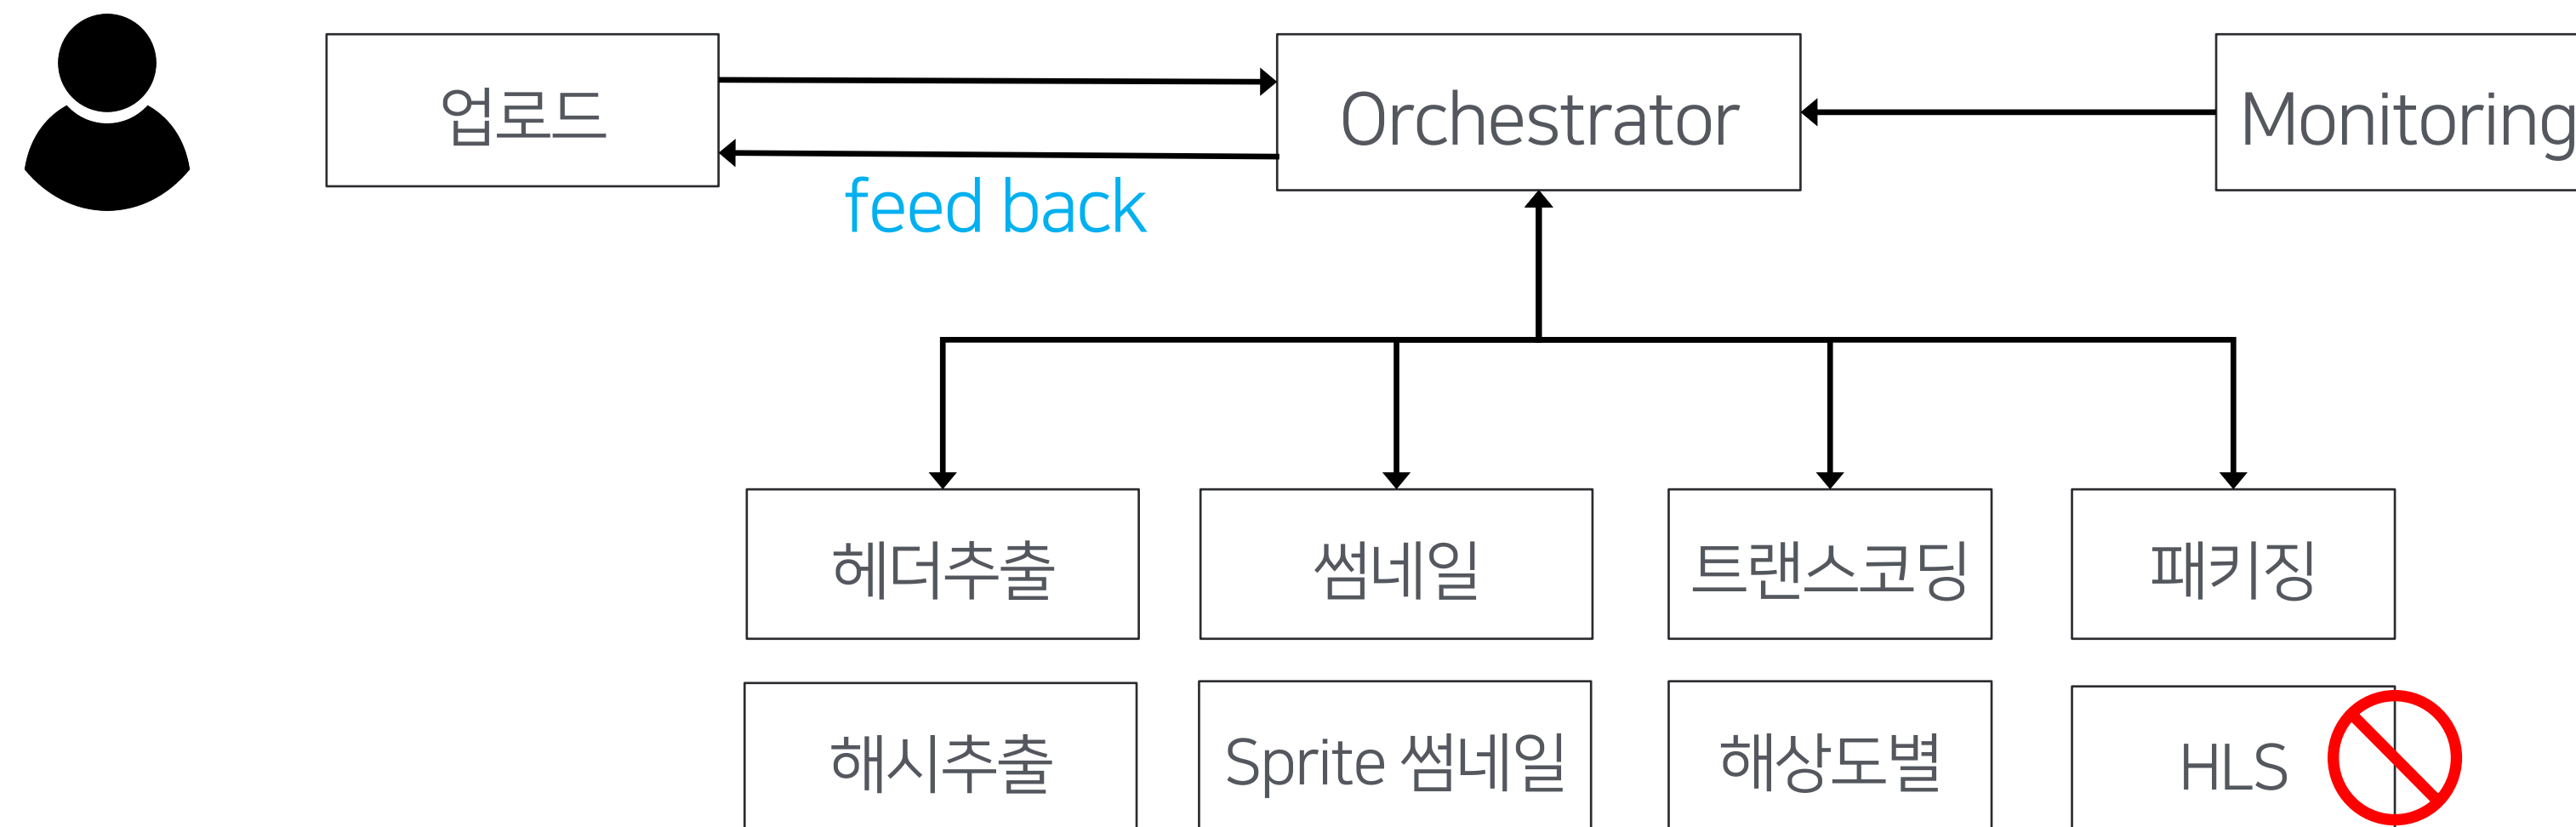 업로드
Orchestrator
Monitoring
feed back
헤더추출
썸네일
트랜스코딩
패키징
해시추출
Sprite 썸네일
해상도별
HLS